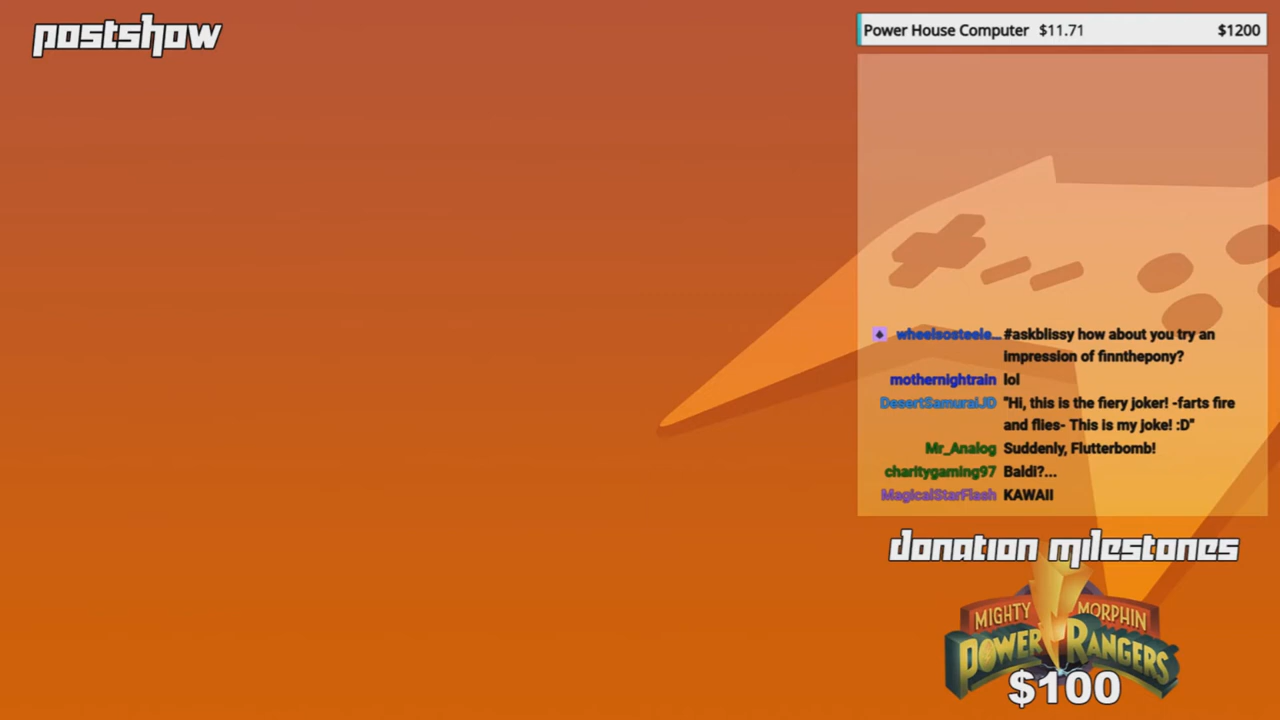 postshow
Power House Computer $11.71 $1200
wheelsosteele... #askblissy how about you try an
impression of finnthepony?
mothernightrain lol
DesertSamuraiJD "Hi, this is the fiery joker! -farts fire
and flies- This is my joke! :D"
Mr_Analog Suddenly, Flutterbomb!
charitygaming97 Baldi?...
MagicalStarFlash KAWAII
donation milestones
MIGHTY MORPHIN
POWER RANGERS
$100